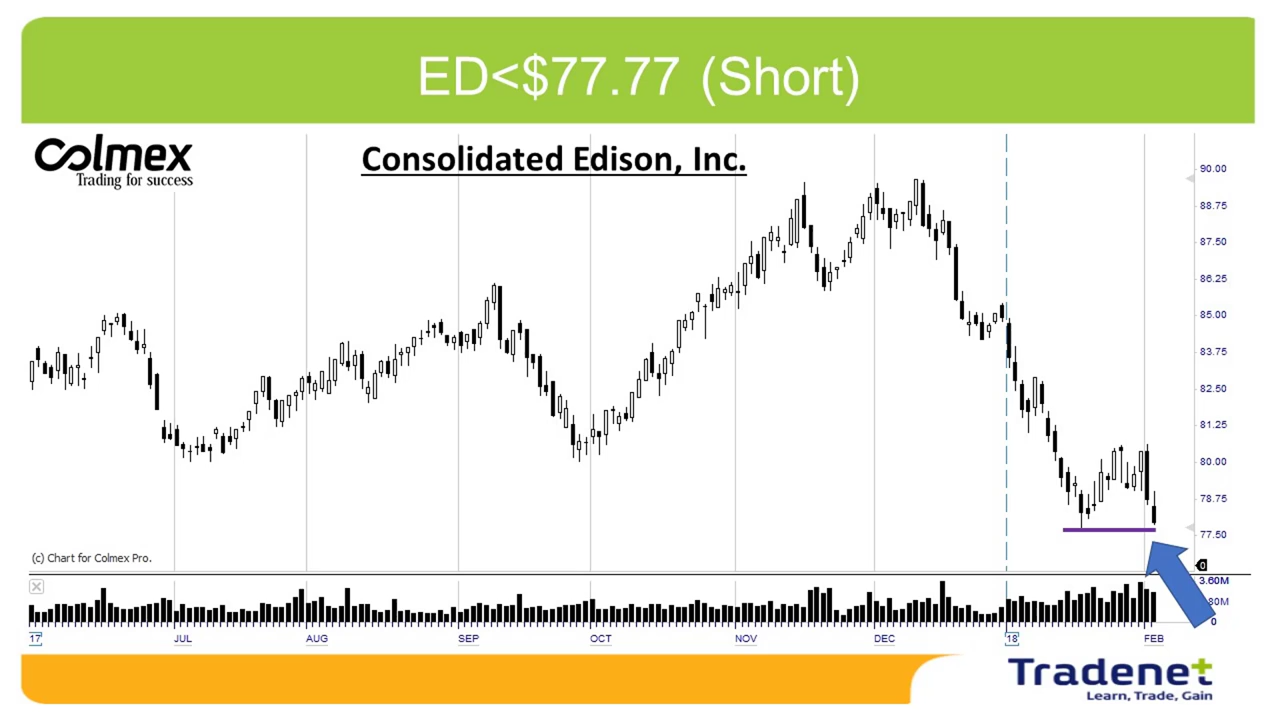 ED<$77.77 (Short)
Colmex
Trading for success
Consolidated Edison, Inc.
90.00
88.75
87.50
86.25
85.00
83.75
82.50
81.25
80.00
78.75
77.50
(c) Chart for Colmex Pro.
0
3.60M
80M
0
17 JUL AUG SEP OCT NOV DEC 18 FEB
Tradenet
Learn, Trade, Gain